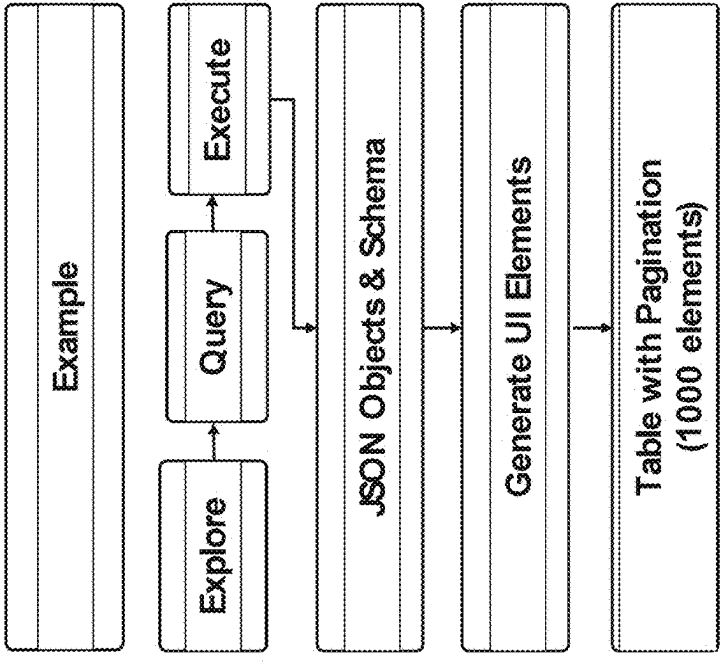 Example
Explore
Query
Execute
JSON Objects & Schema
Generate UI Elements
Table with Pagination
(1000 elements)